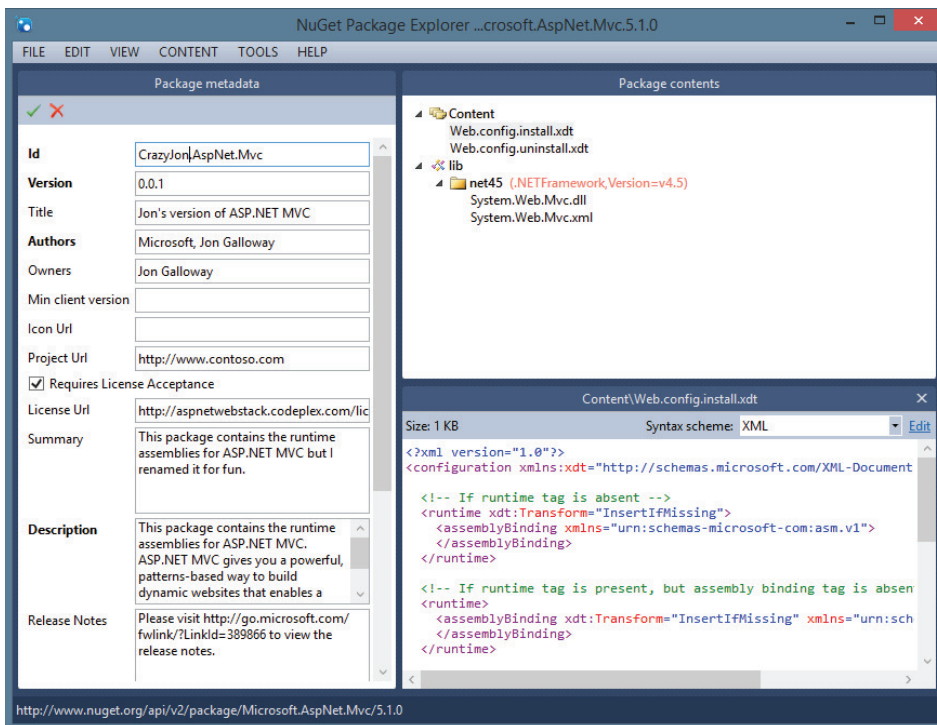 NuGet Package Explorer ...crosoft.AspNet.Mvc.5.1.0
FILE EDIT VIEW CONTENT TOOLS HELP
Package metadata
Id CrazyJon.AspNet.Mvc
Version 0.0.1
Title Jon's version of ASP.NET MVC
Authors Microsoft, Jon Galloway
Owners Jon Galloway
Min client version
Icon Url
Project Url http://www.contoso.com
Requires License Acceptance
License Url http://aspnetwebstack.codeplex.com/lic
Summary This package contains the runtime
assemblies for ASP.NET MVC but I
renamed it for fun.
Description This package contains the runtime
assemblies for ASP.NET MVC.
ASP.NET MVC gives you a powerful,
patterns-based way to build
dynamic websites that enables a
Release Notes Please visit http://go.microsoft.com/
fwlink/?LinkId=389866 to view the
release notes.
Package contents
Content
Web.config.install.xdt
Web.config.uninstall.xdt
lib
net45 (.NETFramework,Version=v4.5)
System.Web.Mvc.dll
System.Web.Mvc.xml
Content\Web.config.install.xdt
Size: 1 KB Syntax scheme: XML Edit
<?xml version="1.0"?>
<configuration xmlns:xdt="http://schemas.microsoft.com/XML-Document
<!-- If runtime tag is absent -->
<runtime xdt:Transform="InsertIfMissing">
<assemblyBinding xmlns="urn:schemas-microsoft-com:asm.v1">
</assemblyBinding>
</runtime>
<!-- If runtime tag is present, but assembly binding tag is absen
<runtime>
<assemblyBinding xdt:Transform="InsertIfMissing" xmlns="urn:sch
</assemblyBinding>
</runtime>
http://www.nuget.org/api/v2/package/Microsoft.AspNet.Mvc/5.1.0